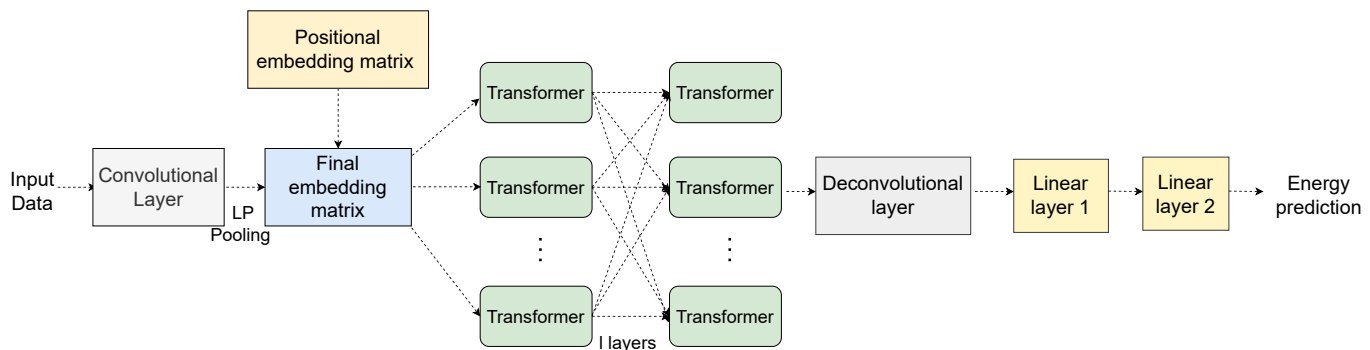 Positional
embedding matrix
Input
Data
Convolutional
Layer
LP
Pooling
Final
embedding
matrix
Transformer
Transformer
Transformer
Transformer
Transformer
Transformer
l layers
Deconvolutional
layer
Linear
layer 1
Linear
layer 2
Energy
prediction